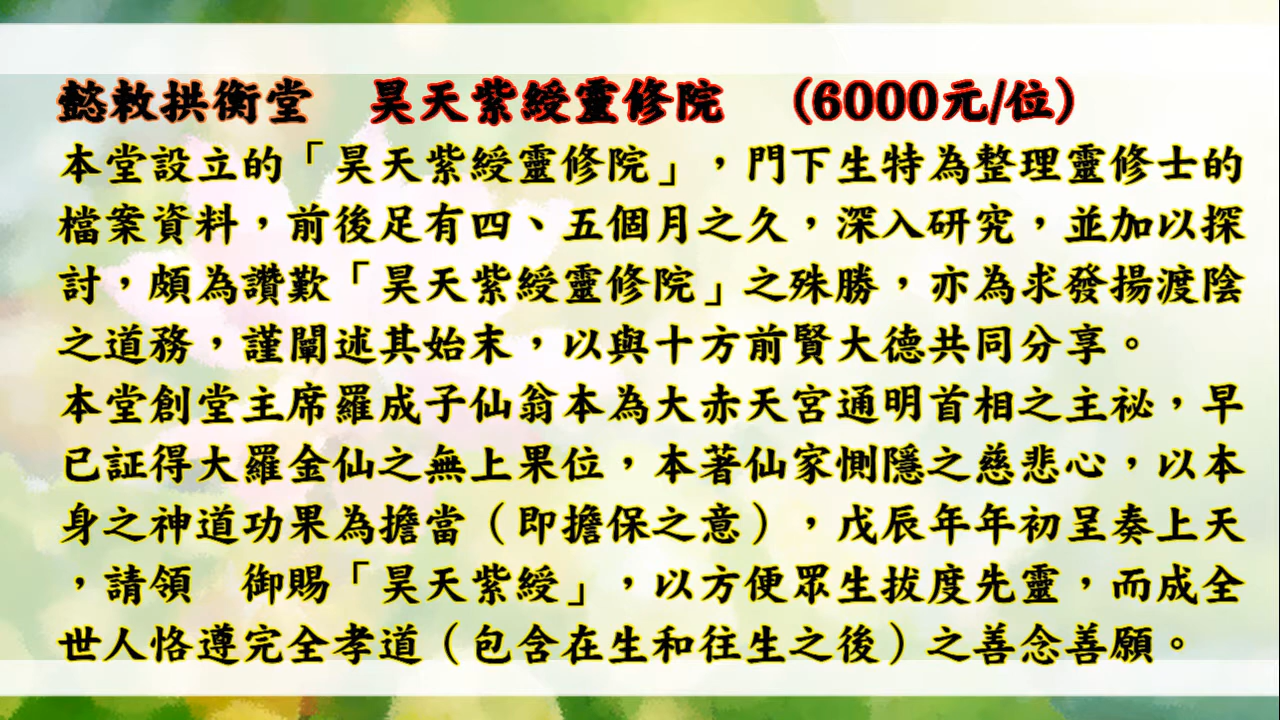 懿敕拱衡堂　昊天紫綬靈修院　(6000元/位)
本堂設立的「昊天紫綬靈修院」，門下生特為整理靈修士的
檔案資料，前後足有四、五個月之久，深入研究，並加以探
討，頗為讚歎「昊天紫綬靈修院」之殊勝，亦為求發揚渡陰
之道務，謹闡述其始末，以與十方前賢大德共同分享。
本堂創堂主席羅成子仙翁本為大赤天宮通明首相之主祕，早
已証得大羅金仙之無上果位，本著仙家惻隱之慈悲心，以本
身之神道功果為擔當（即擔保之意），戊辰年年初呈奏上天
，請領　御賜「昊天紫綬」，以方便眾生拔度先靈，而成全
世人恪遵完全孝道（包含在生和往生之後）之善念善願。